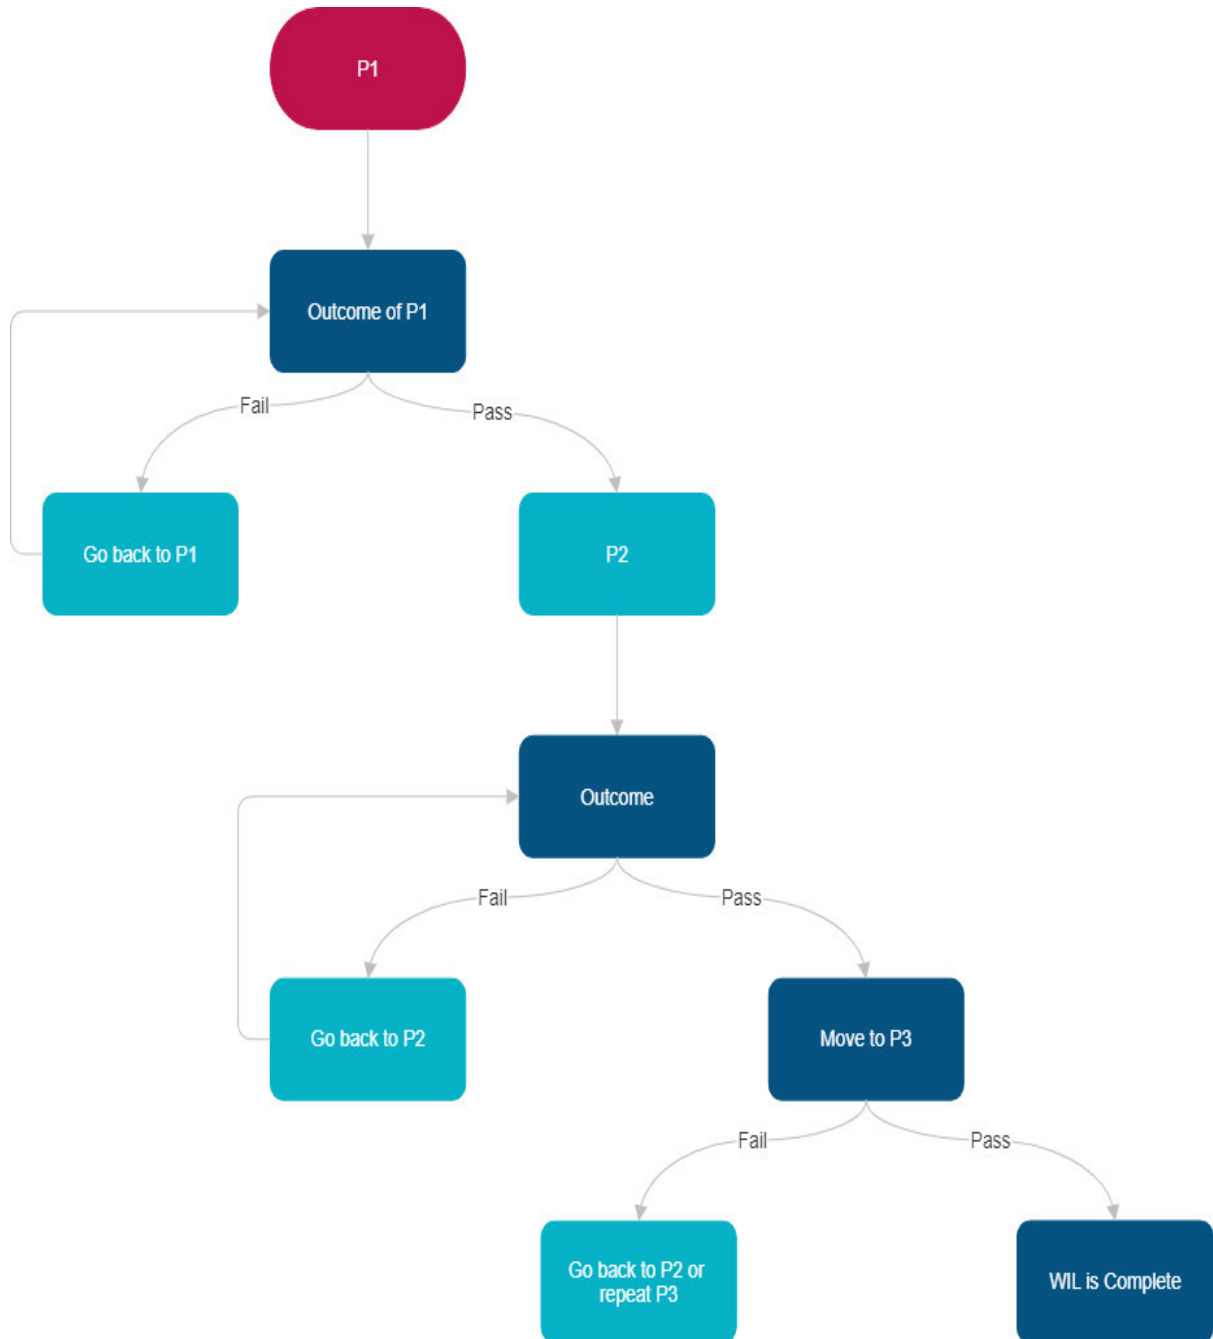 P1
Outcome of P1
Fail
Pass
Go back to P1
P2
Outcome
Fail
Pass
Go back to P2
Move to P3
Fail
Pass
Go back to P2 or
repeat P3
WIL is Complete